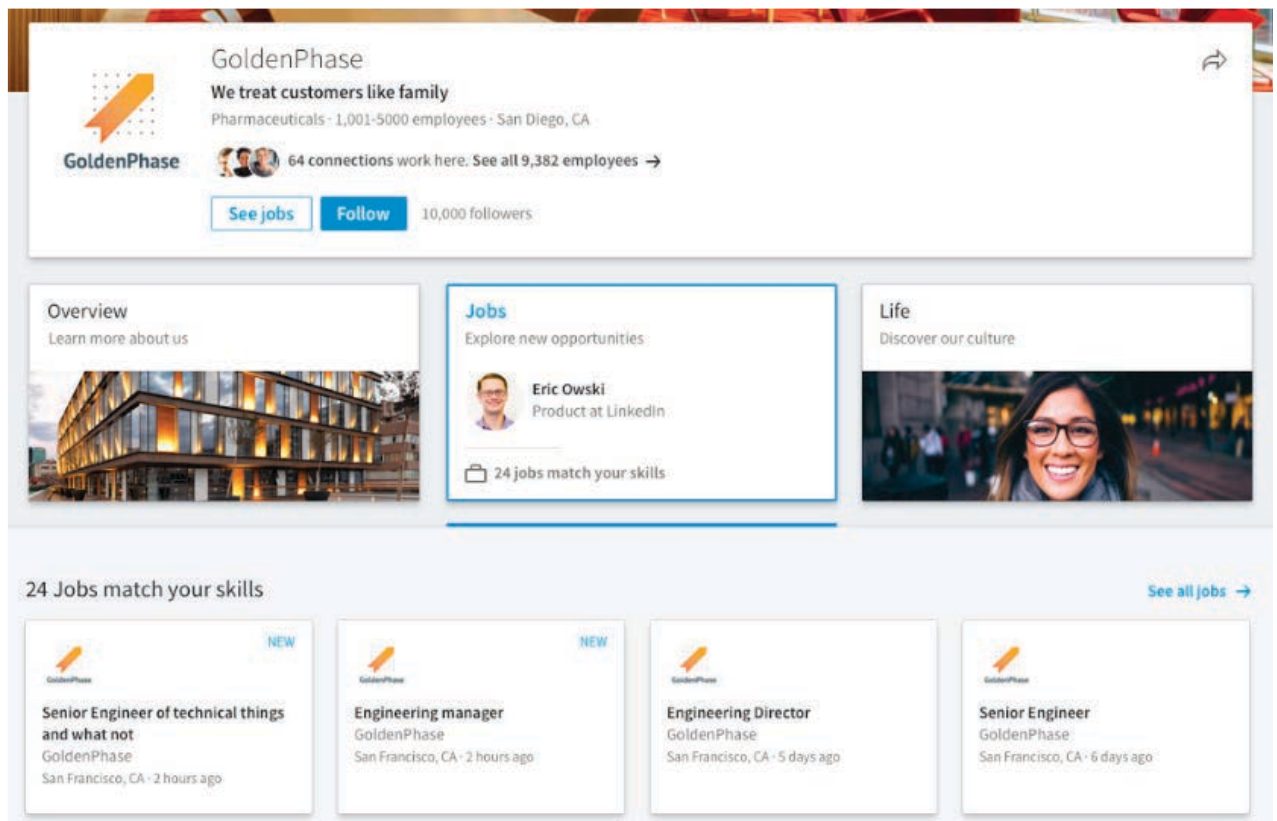 GoldenPhase
We treat customers like family
Pharmaceuticals · 1,001-5000 employees · San Diego, CA
GoldenPhase
64 connections work here. See all 9,382 employees →
See jobs
Follow
10,000 followers
Overview
Learn more about us
Jobs
Explore new opportunities
Eric Owski
Product at LinkedIn
24 jobs match your skills
Life
Discover our culture
24 Jobs match your skills
See all jobs →
NEW
GoldenPhase
Senior Engineer of technical things
and what not
GoldenPhase
San Francisco, CA · 2 hours ago
NEW
GoldenPhase
Engineering manager
GoldenPhase
San Francisco, CA · 2 hours ago
GoldenPhase
Engineering Director
GoldenPhase
San Francisco, CA · 5 days ago
GoldenPhase
Senior Engineer
GoldenPhase
San Francisco, CA · 6 days ago